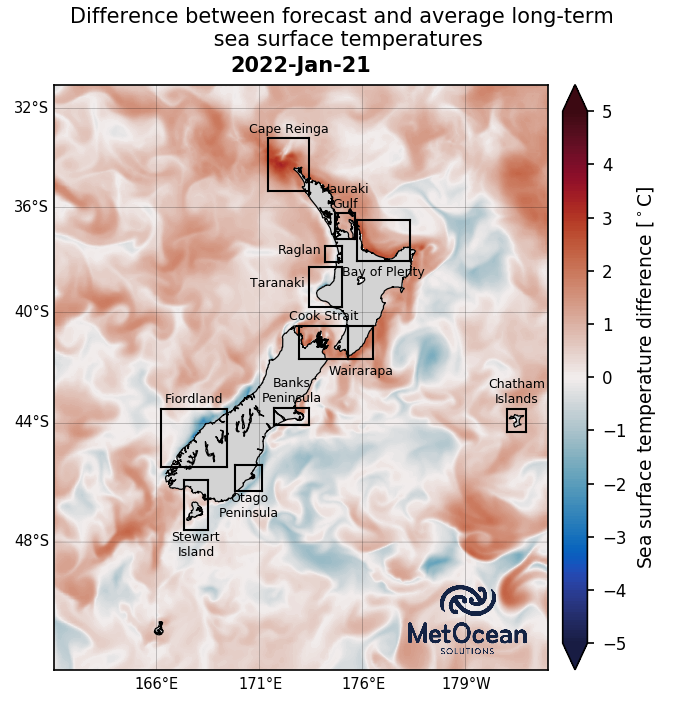 Difference between forecast and average long-term
sea surface temperatures
2022-Jan-21
32°S
36°S
40°S
44°S
48°S
166°E
171°E
176°E
179°W
Cape Reinga
Hauraki
Gulf
Raglan
Bay of Plenty
Taranaki
Cook Strait
Wairarapa
Banks
Peninsula
Fiordland
Chatham
Islands
Otago
Peninsula
Stewart
Island
MetOcean
SOLUTIONS
5
4
3
2
1
0
−1
−2
−3
−4
−5
Sea surface temperature difference [°C]